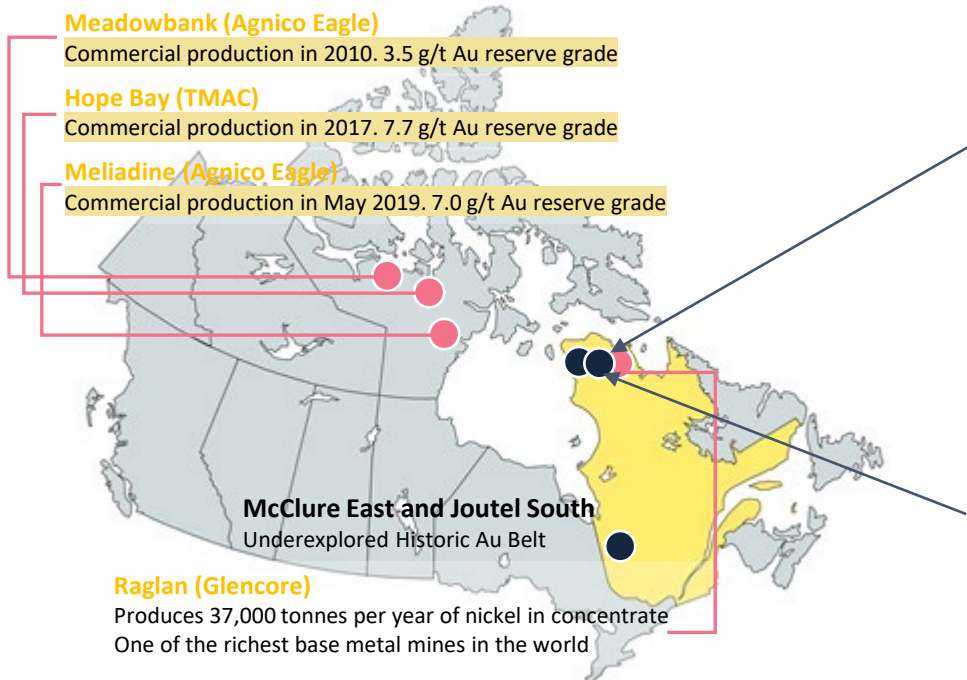 Meadowbank (Agnico Eagle)
Commercial production in 2010. 3.5 g/t Au reserve grade
Hope Bay (TMAC)
Commercial production in 2017. 7.7 g/t Au reserve grade
Meliadine (Agnico Eagle)
Commercial production in May 2019. 7.0 g/t Au reserve grade
McClure East and Joutel South
Underexplored Historic Au Belt
Raglan (Glencore)
Produces 37,000 tonnes per year of nickel in concentrate
One of the richest base metal mines in the world